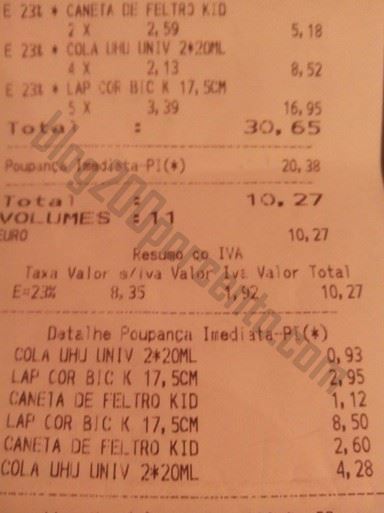 E 23% * CANETA DE FELTRO KID
2 X 2,59 5,18
E 23% * COLA UHU UNIV 2*20ML
4 X 2,13 8,52
E 23% * LAP COR BIC K 17,5CM
5 X 3,39 16,95
Total : 30,65
Poupança Imediata-PI(*) 20,38
Total : 10,27
VOLUMES : 11
EURO 10,27
Resumo do IVA
Taxa Valor s/iva Valor Iva Valor Total
E=23% 8,35 1,92 10,27
Detalhe Poupança Imediata-PI(*)
COLA UHU UNIV 2*20ML 0,93
LAP COR BIC K 17,5CM 2,95
CANETA DE FELTRO KID 1,12
LAP COR BIC K 17,5CM 8,50
CANETA DE FELTRO KID 2,60
COLA UHU UNIV 2*20ML 4,28
blog200porcento.com